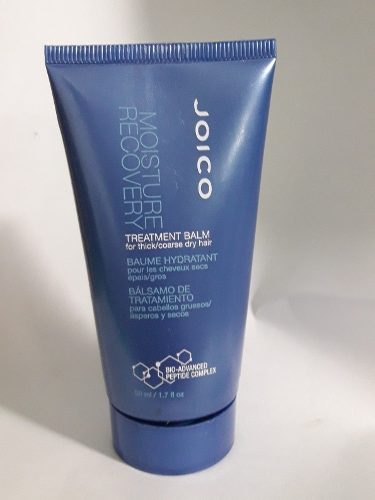 JOICO
MOISTURE
RECOVERY
TREATMENT BALM
for thick/coarse dry hair
BAUME HYDRATANT
pour les cheveux secs
épais/gros
BÁLSAMO DE
TRATAMIENTO
para cabellos gruesos/
ásperos y secos
BIO-ADVANCED
PEPTIDE COMPLEX
50 ml / 1.7 fl oz